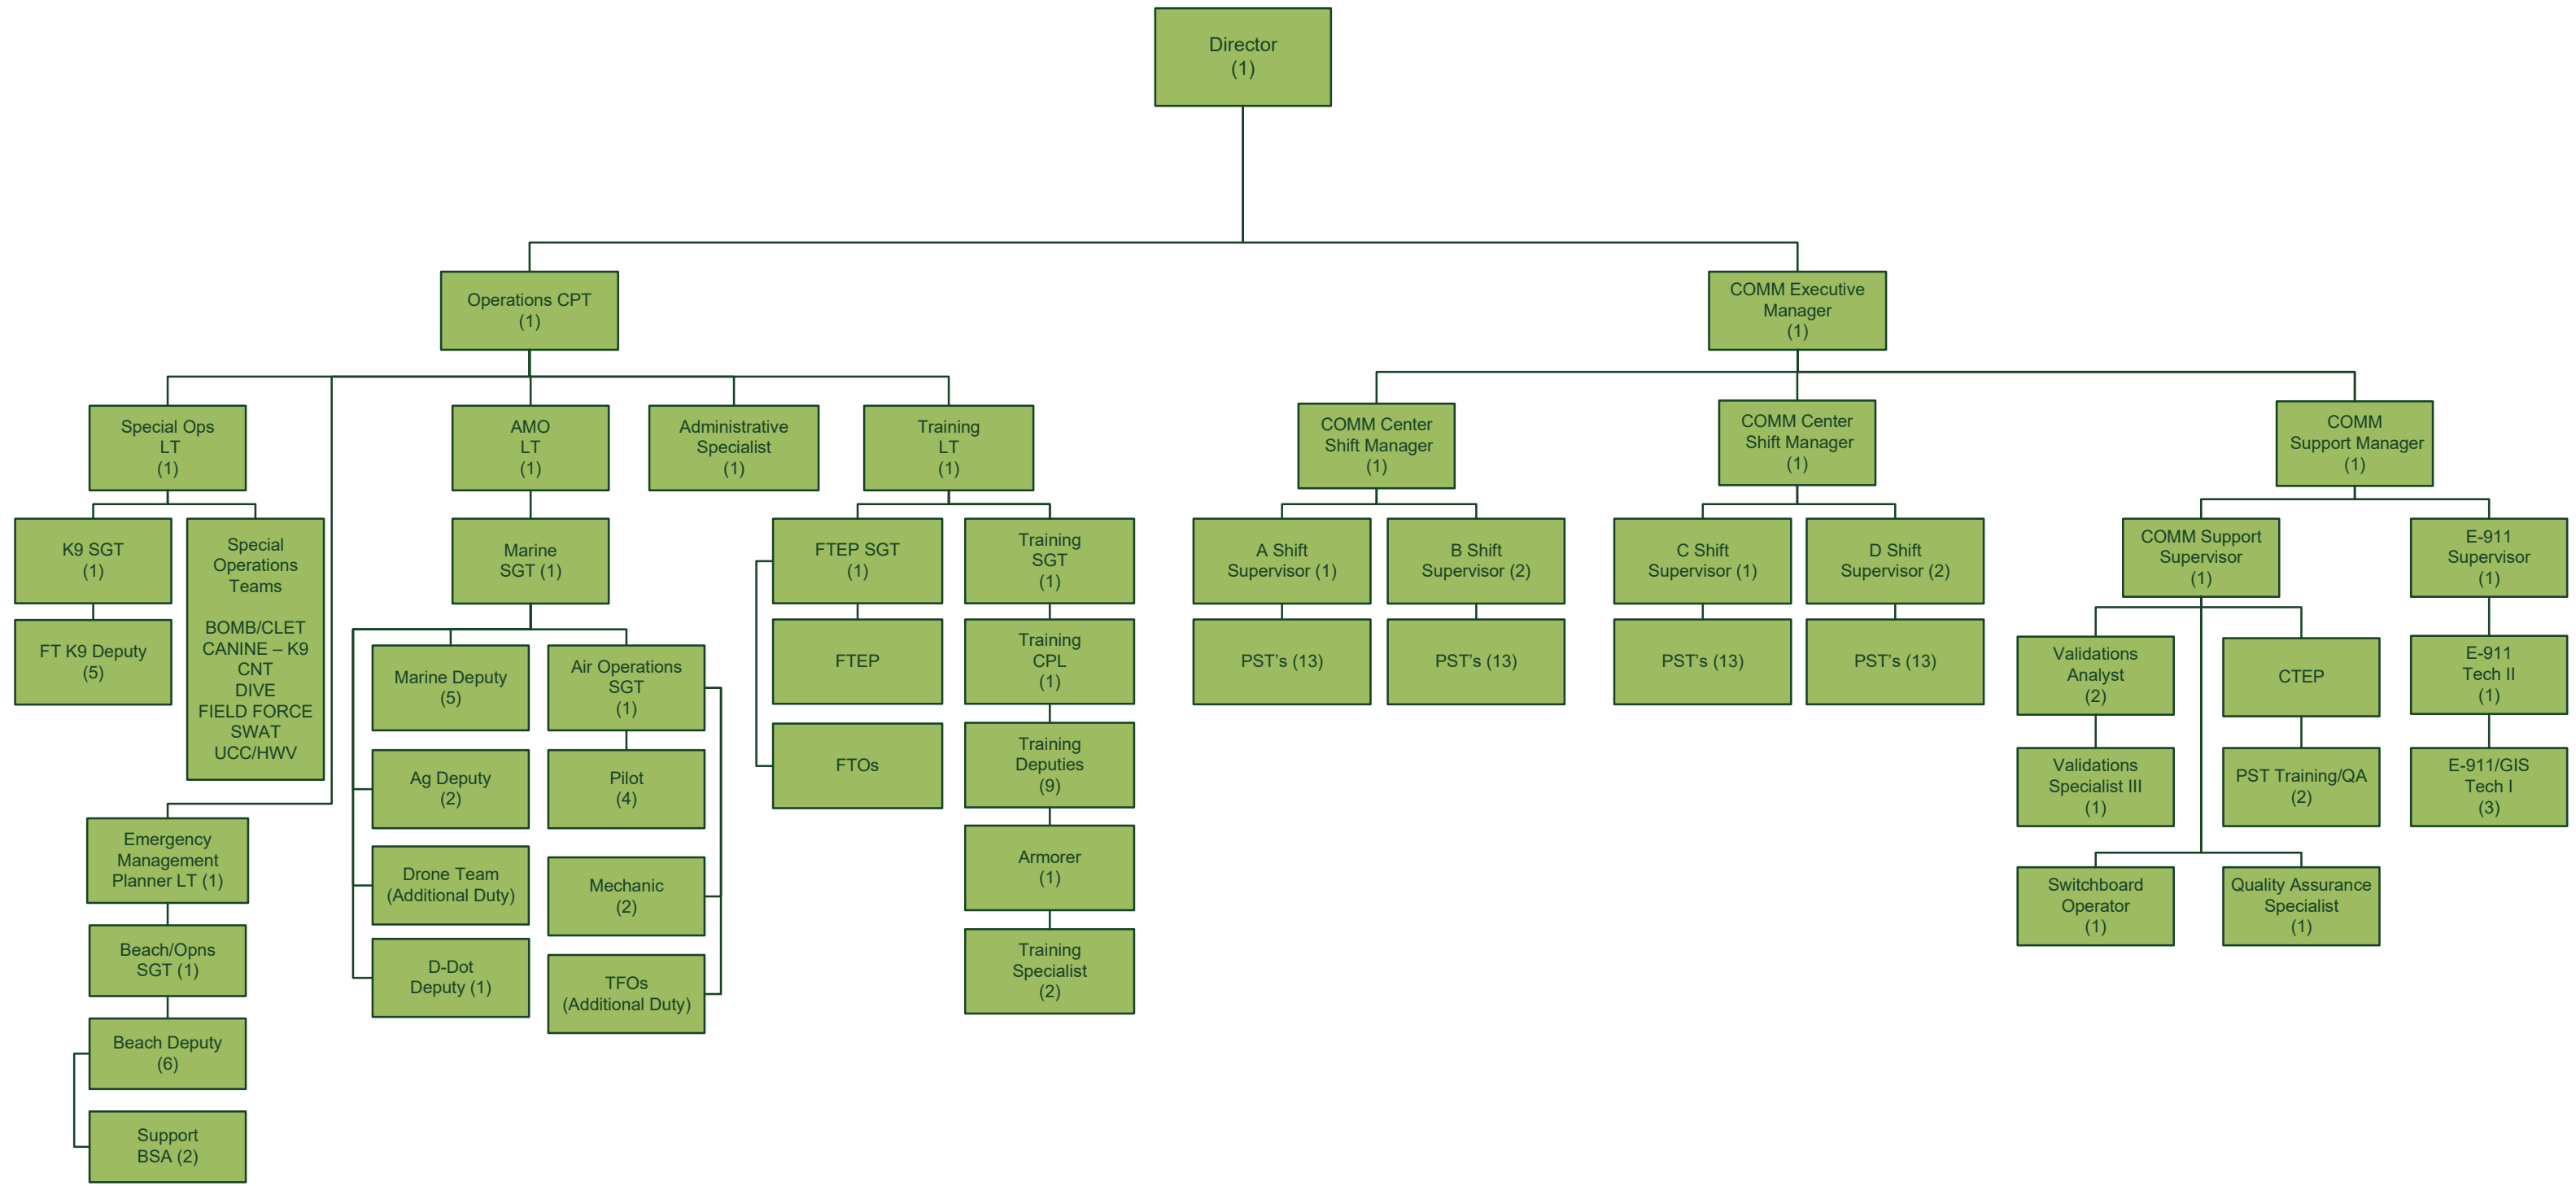 Director
(1)
Operations CPT
(1)
COMM Executive
Manager
(1)
Special Ops
LT
(1)
AMO
LT
(1)
Administrative
Specialist
(1)
Training
LT
(1)
COMM Center
Shift Manager
(1)
COMM Center
Shift Manager
(1)
COMM
Support Manager
(1)
K9 SGT
(1)
FT K9 Deputy
(5)
Special
Operations
Teams
BOMB/CLET
CANINE – K9
CNT
DIVE
FIELD FORCE
SWAT
UCC/HWV
Emergency
Management
Planner LT (1)
Beach/Opns
SGT (1)
Beach Deputy
(6)
Support
BSA (2)
Marine
SGT (1)
Marine Deputy
(5)
Ag Deputy
(2)
Drone Team
(Additional Duty)
D-Dot
Deputy (1)
Air Operations
SGT
(1)
Pilot
(4)
Mechanic
(2)
TFOs
(Additional Duty)
FTEP SGT
(1)
FTEP
FTOs
Training
SGT
(1)
Training
CPL
(1)
Training
Deputies
(9)
Armorer
(1)
Training
Specialist
(2)
A Shift
Supervisor (1)
PST’s (13)
B Shift
Supervisor (2)
PST’s (13)
C Shift
Supervisor (1)
PST’s (13)
D Shift
Supervisor (2)
PST’s (13)
COMM Support
Supervisor
(1)
Validations
Analyst
(2)
Validations
Specialist III
(1)
CTEP
PST Training/QA
(2)
Switchboard
Operator
(1)
Quality Assurance
Specialist
(1)
E-911
Supervisor
(1)
E-911
Tech II
(1)
E-911/GIS
Tech I
(3)